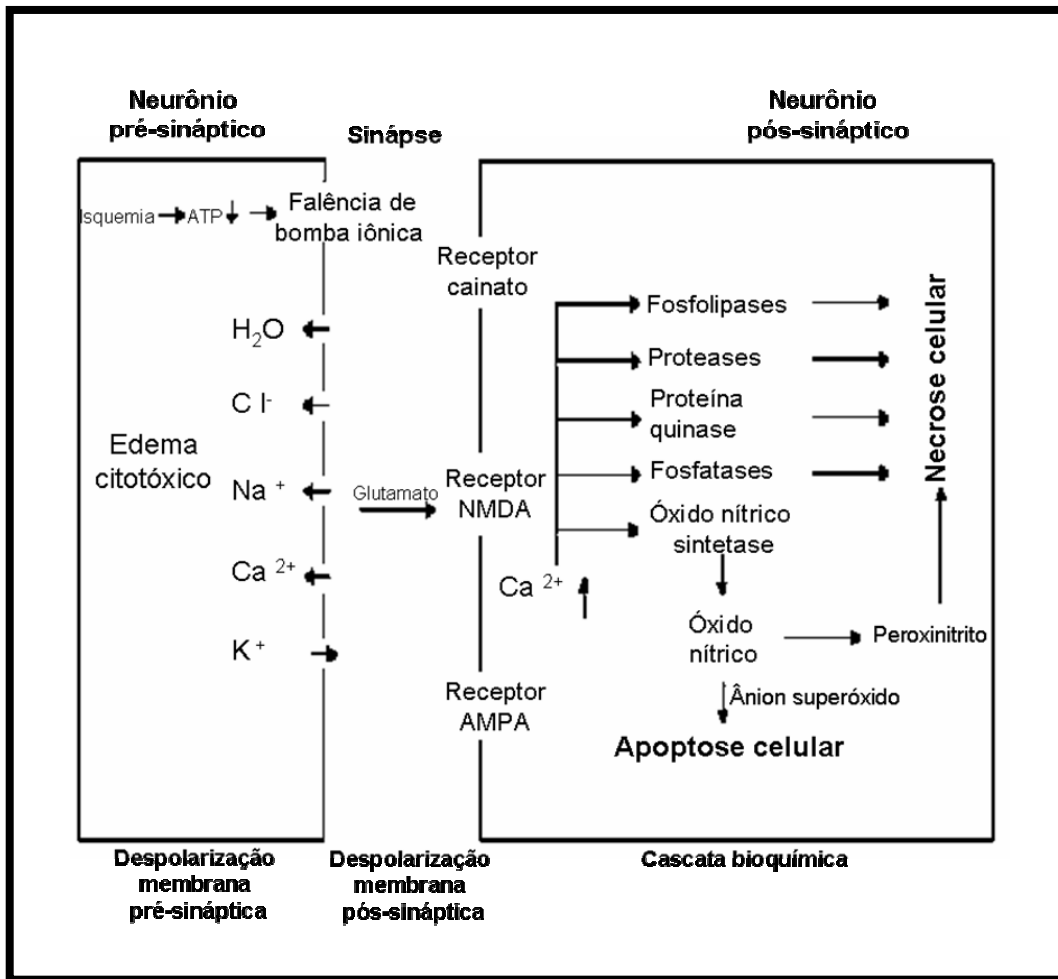 Neurônio
pré-sináptico
Sinápse
Neurônio
pós-sináptico
Isquemia
ATP
Falência de
bomba iônica
Receptor
cainato
H₂O
Cl⁻
Edema
citotóxico
Na⁺
Ca²⁺
K⁺
Glutamato
Receptor
NMDA
Receptor
AMPA
Ca²⁺
Fosfolipases
Proteases
Proteína
quinase
Fosfatases
Óxido nítrico
sintetase
Óxido
nítrico
Peroxinitrito
Ânion superóxido
Apoptose celular
Necrose celular
Despolarização
membrana
pré-sináptica
Despolarização
membrana
pós-sináptica
Cascata bioquímica